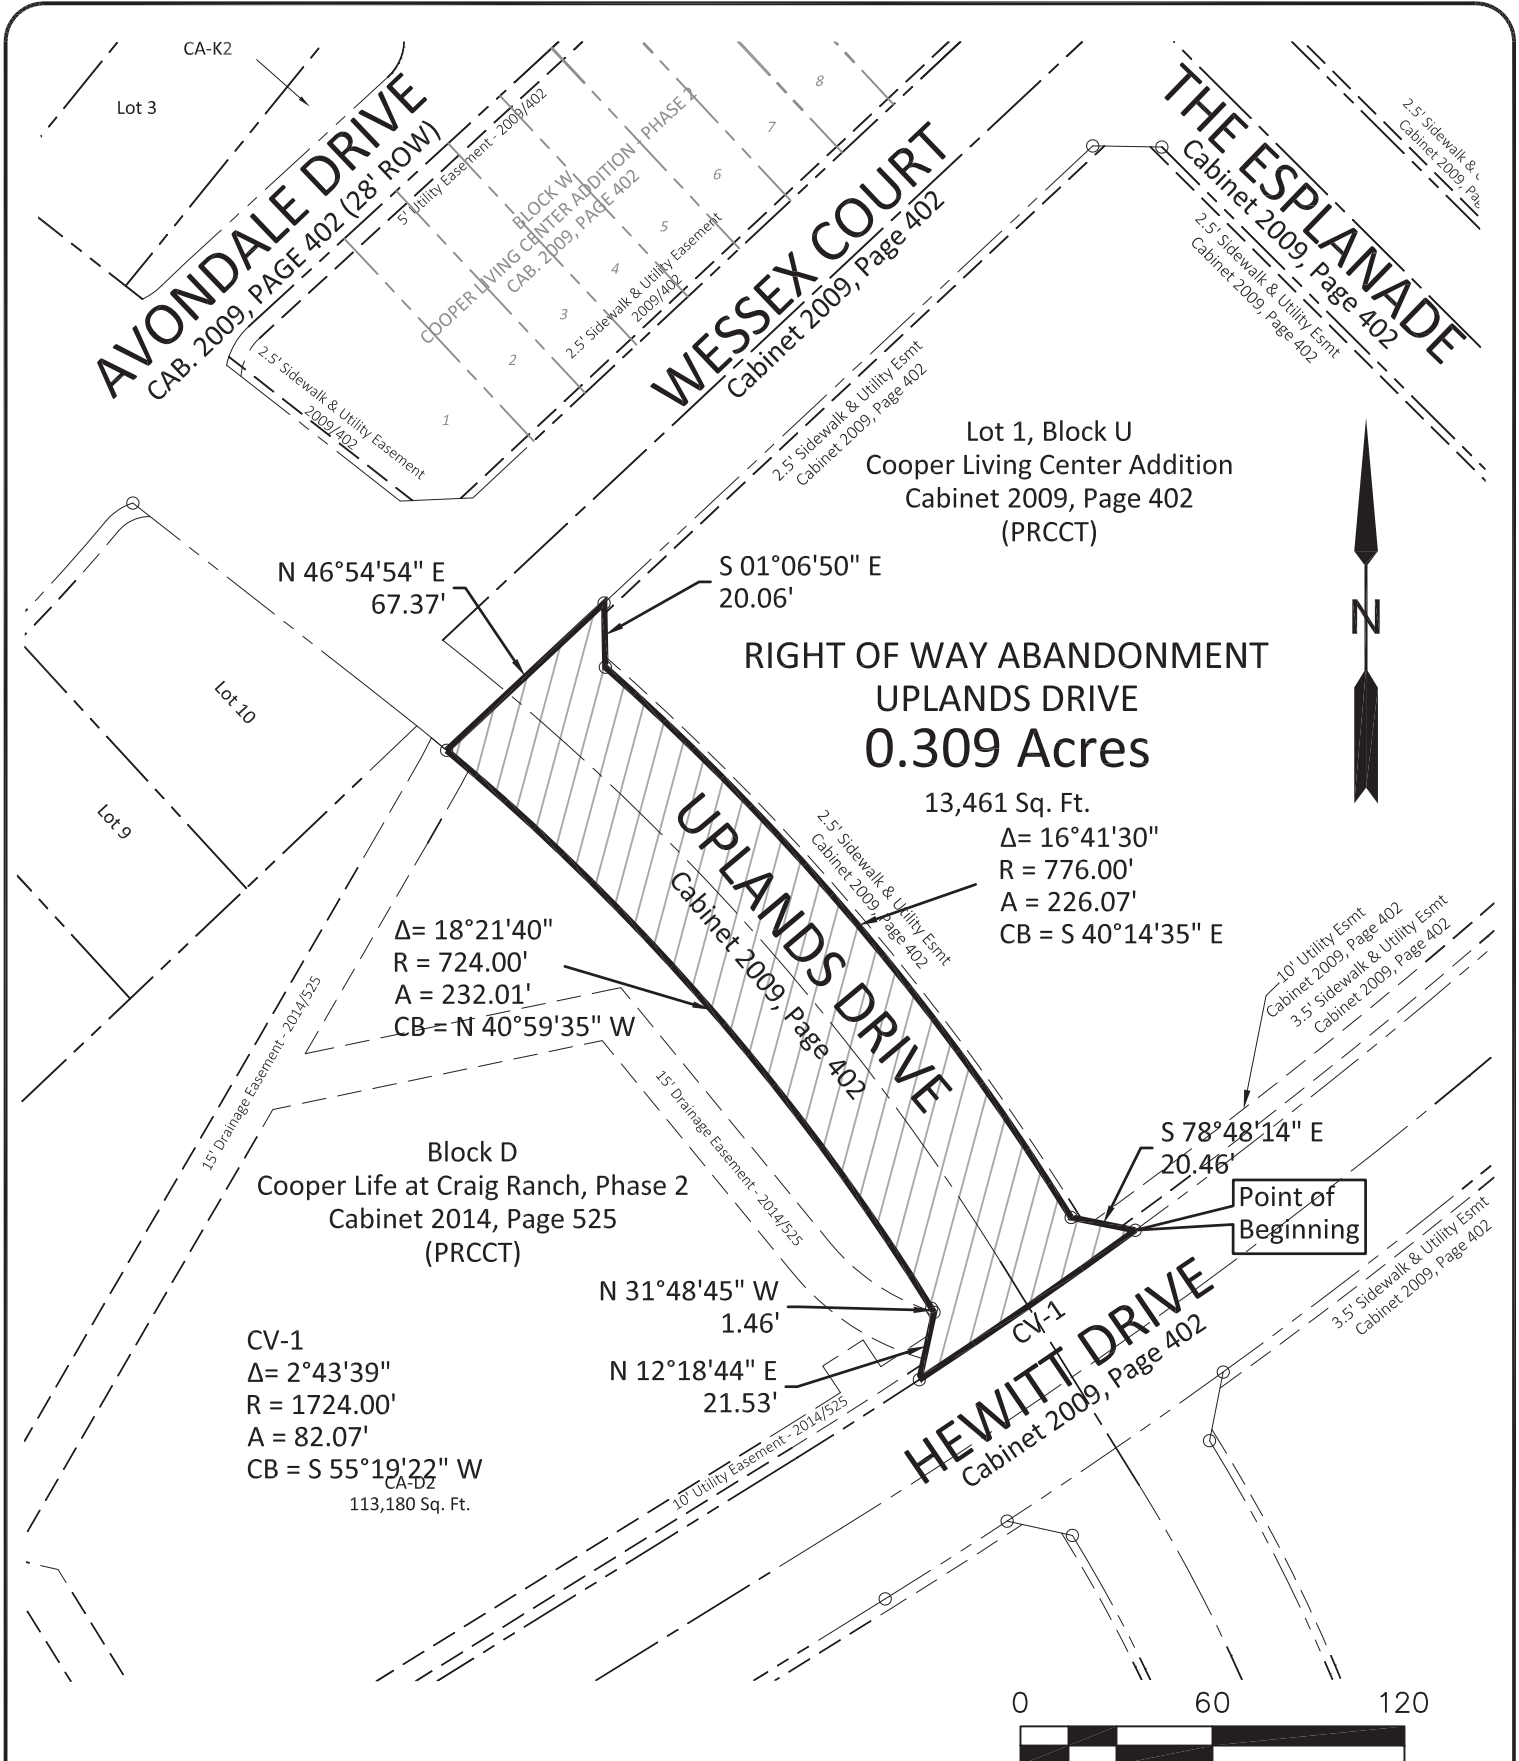 CA-K2
Lot 3
AVONDALE DRIVE
CAB. 2009, PAGE 402 (28' ROW)
5' Utility Easement - 2009/402
BLOCK W
COOPER LIVING CENTER ADDITION - PHASE 2
CAB. 2009, PAGE 402
8
7
6
5
4
3
2
1
2.5' Sidewalk & Utility Easement
2009/402
2.5' Sidewalk & Utility Easement
2009/402
WESSEX COURT
Cabinet 2009, Page 402
THE ESPLANADE
Cabinet 2009, Page 402
2.5' Sidewalk &
Cabinet 2009, Pag
2.5' Sidewalk & Utility Esmt
Cabinet 2009, Page 402
2.5' Sidewalk & Utility Esmt
Cabinet 2009, Page 402
Lot 1, Block U
Cooper Living Center Addition
Cabinet 2009, Page 402
(PRCCT)
N 46°54'54" E
67.37'
S 01°06'50" E
20.06'
N
RIGHT OF WAY ABANDONMENT
UPLANDS DRIVE
0.309 Acres
13,461 Sq. Ft.
Δ= 16°41'30"
R = 776.00'
A = 226.07'
CB = S 40°14'35" E
Lot 10
Lot 9
2.5' Sidewalk & Utility Esmt
Cabinet 2009, Page 402
UPLANDS DRIVE
Cabinet 2009, Page 402
Δ= 18°21'40"
R = 724.00'
A = 232.01'
CB = N 40°59'35" W
10' Utility Esmt
Cabinet 2009, Page 402
3.5' Sidewalk & Utility Esmt
Cabinet 2009, Page 402
15' Drainage Easement - 2014/525
15' Drainage Easement - 2014/525
Block D
Cooper Life at Craig Ranch, Phase 2
Cabinet 2014, Page 525
(PRCCT)
S 78°48'14" E
20.46'
Point of
Beginning
3.5' Sidewalk & Utility Esmt
Cabinet 2009, Page 402
N 31°48'45" W
1.46'
N 12°18'44" E
21.53'
CV-1
HEWITT DRIVE
Cabinet 2009, Page 402
CV-1
Δ= 2°43'39"
R = 1724.00'
A = 82.07'
CB = S 55°19'22" W
CA-D2
113,180 Sq. Ft.
10' Utility Easement - 2014/525
0 60 120